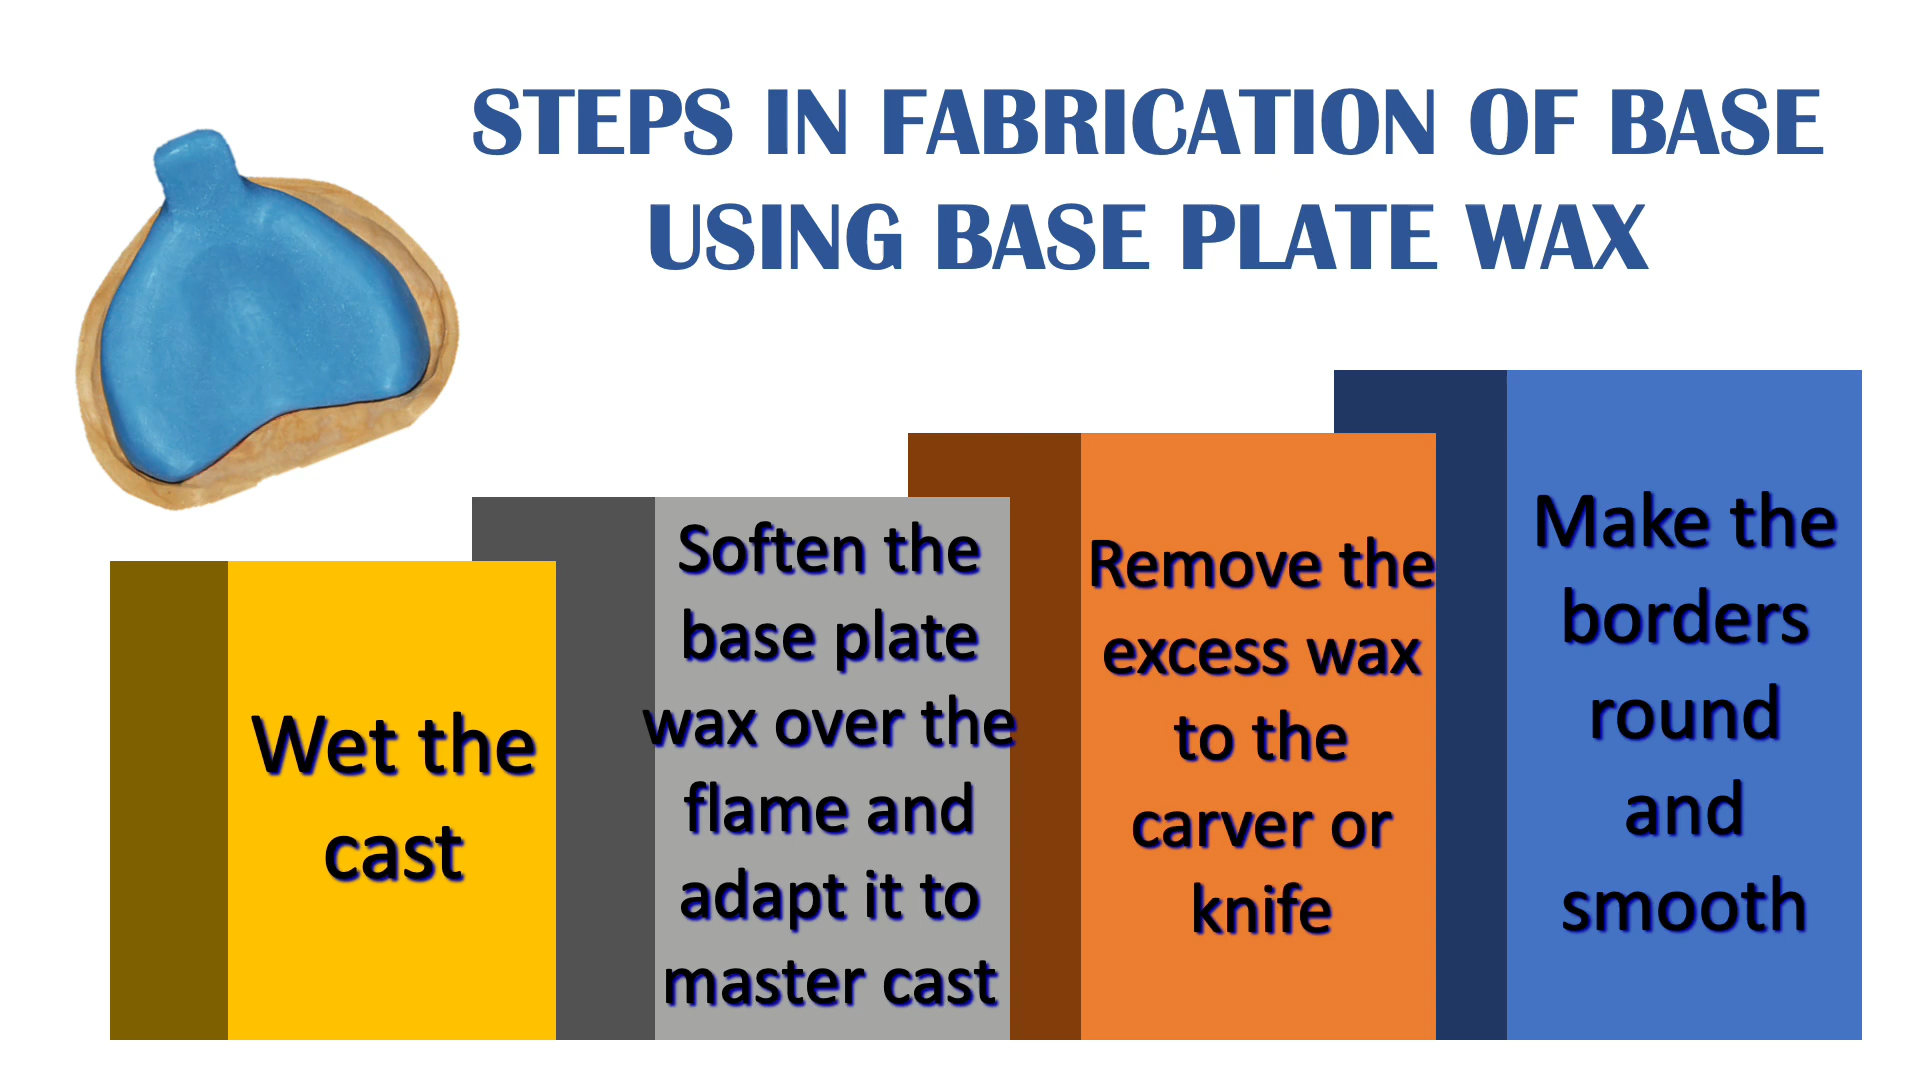 STEPS IN FABRICATION OF BASE
USING BASE PLATE WAX
Wet the
cast
Soften the
base plate
wax over the
flame and
adapt it to
master cast
Remove the
excess wax
to the
carver or
knife
Make the
borders
round
and
smooth